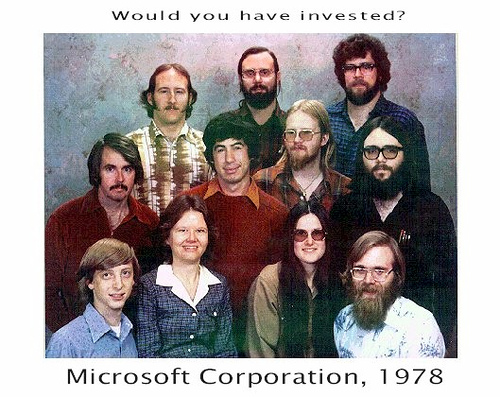 Would you have invested?
Microsoft Corporation, 1978